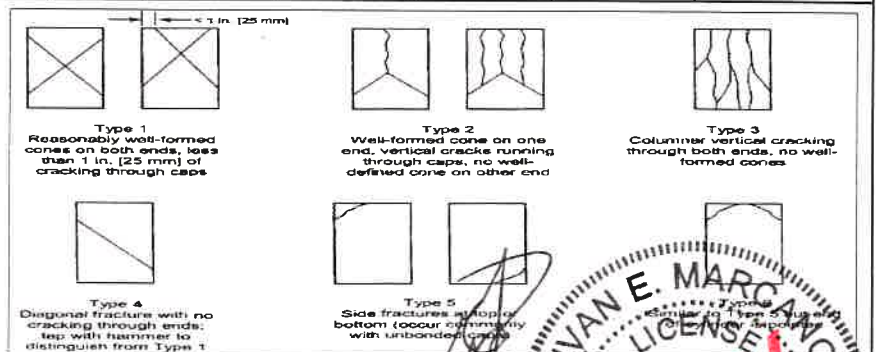 < 1 in. [25 mm]
Type 1
Reasonably well-formed
cones on both ends, less
than 1 in. [25 mm] of
cracking through caps
Type 2
Well-formed cone on one
end, vertical cracks running
through caps, no well-
defined cone on other end
Type 3
Columner vertical cracking
through both ends, no well-
formed cones
Type 4
Diagonal fracture with no
cracking through ends;
tap with hammer to
distinguish from Type 1
Type 5
Side fractures at top or
bottom (occur commonly
with unbonded caps)
Similar to Type 5 but end
of cylinder
IVAN E. MARCANO
LICENSE